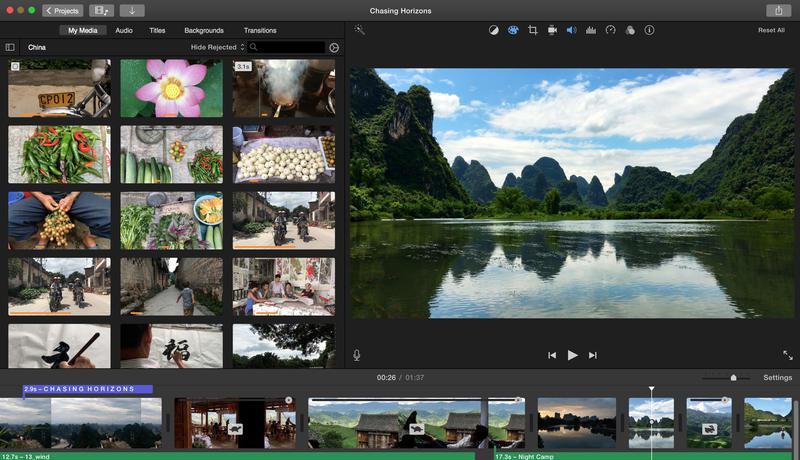 Projects
Chasing Horizons
My Media
Audio
Titles
Backgrounds
Transitions
Reset All
China
Hide Rejected
CP012
3.1s
福
00:26 / 01:37
Settings
2.9s – CHASING HORIZONS
12.7s – 13_wind
17.3s – Night Camp